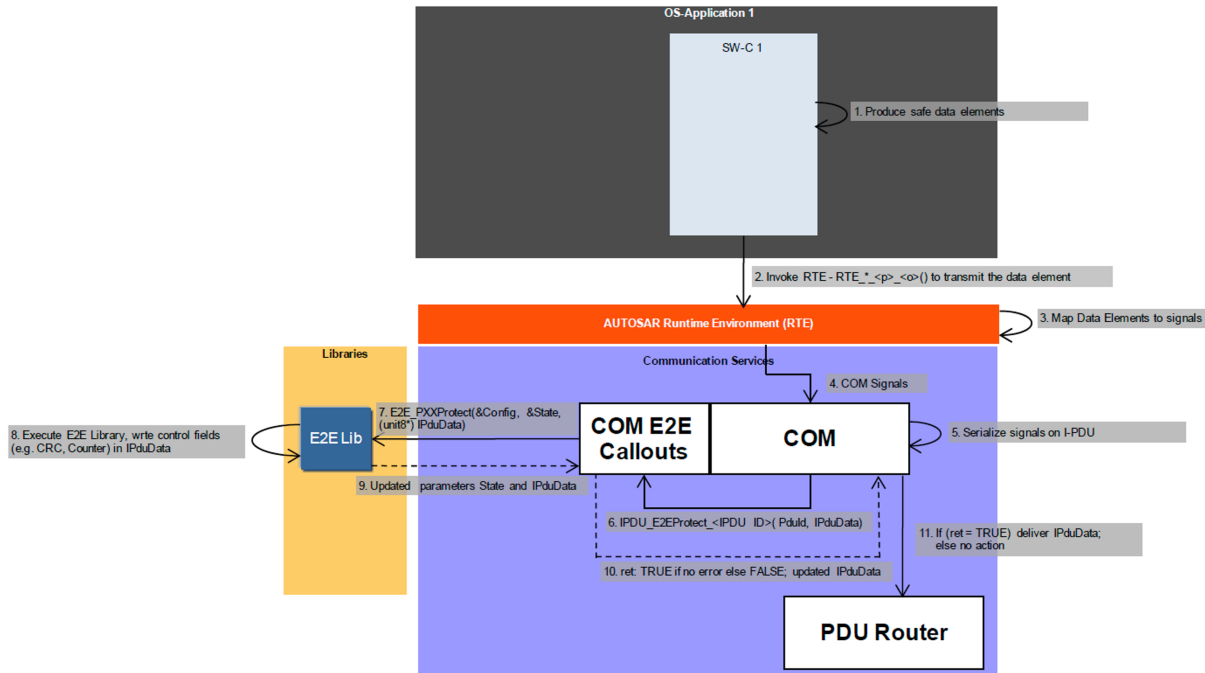 OS-Application 1
SW-C 1
1. Produce safe data elements
2. Invoke RTE - RTE_*_<p>_<o>() to transmit the data element
AUTOSAR Runtime Environment (RTE)
3. Map Data Elements to signals
Libraries
Communication Services
4. COM Signals
7. E2E_PXXProtect(&Config, &State,
(unit8*) IPduData)
8. Execute E2E Library, wrte control fields
(e.g. CRC, Counter) in IPduData
E2E Lib
COM E2E
Callouts
COM
5. Serialize signals on I-PDU
9. Updated parameters State and IPduData
6. IPDU_E2EProtect_<IPDU ID>( PduId, IPduData)
11. If (ret = TRUE) deliver IPduData;
else no action
10. ret: TRUE if no error else FALSE; updated IPduData
PDU Router